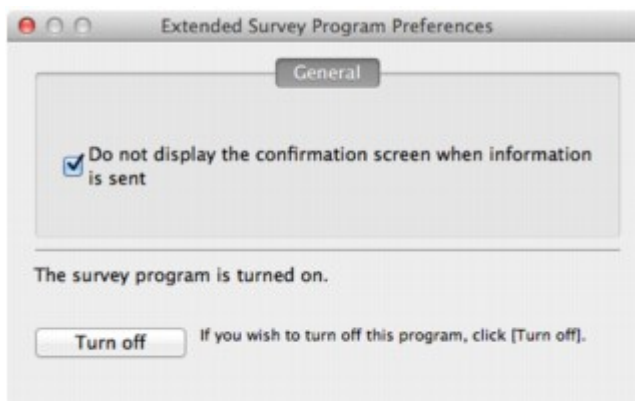 Extended Survey Program Preferences
General
Do not display the confirmation screen when information
is sent
The survey program is turned on.
Turn off
If you wish to turn off this program, click [Turn off].